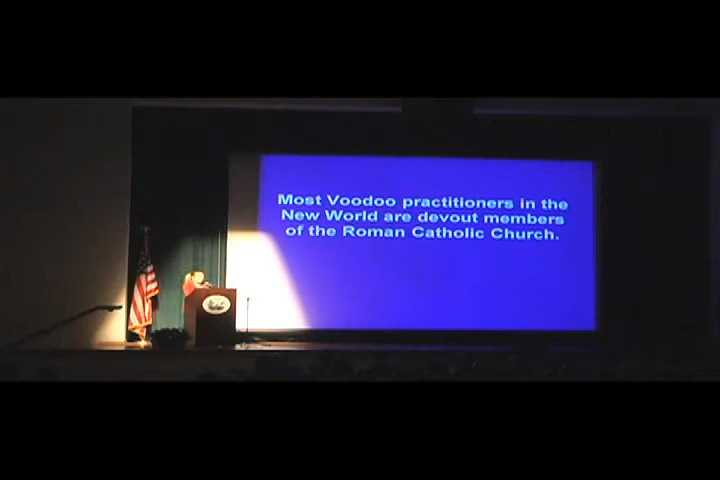 Most Voodoo practitioners in the
New World are devout members
of the Roman Catholic Church.